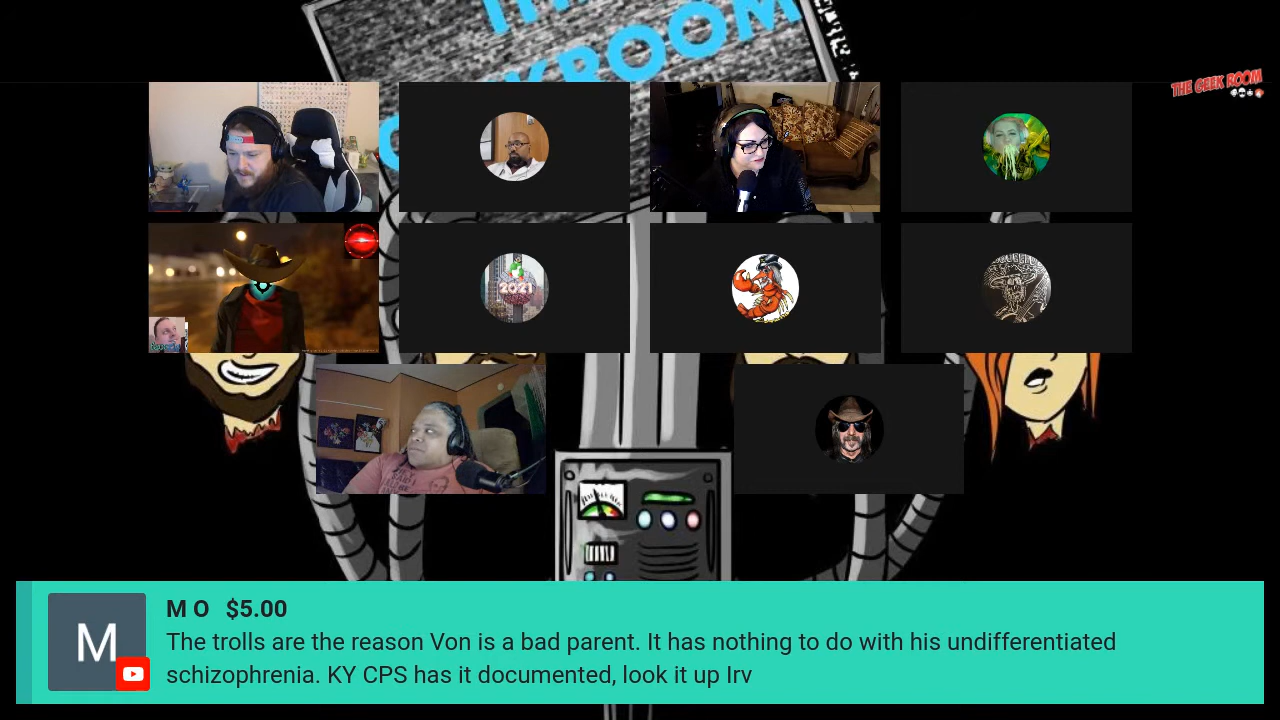 KROOM
THE GEEK ROOM
2021
M O $5.00
M
The trolls are the reason Von is a bad parent. It has nothing to do with his undifferentiated
schizophrenia. KY CPS has it documented, look it up Irv